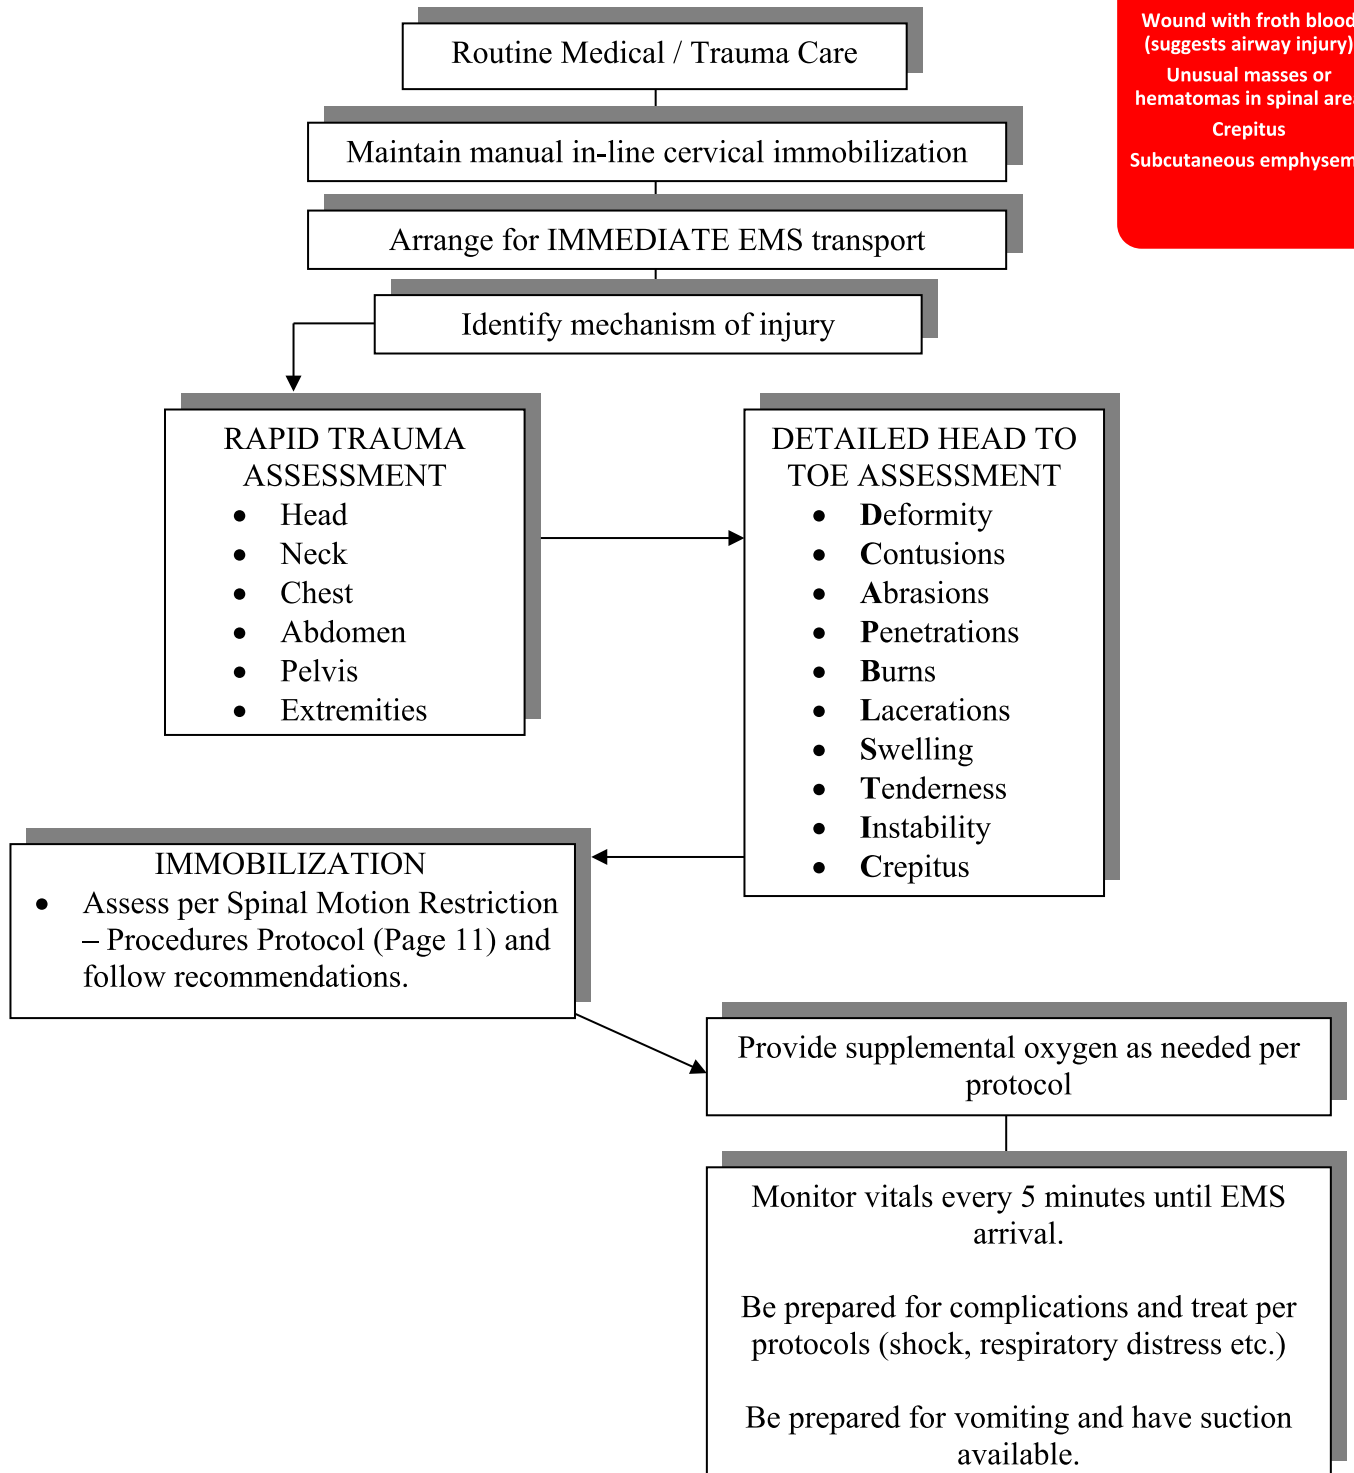 Routine Medical / Trauma Care
Wound with froth blood
(suggests airway injury)
Unusual masses or
hematomas in spinal
Crepitus
Subcutaneous
Maintain manual in-line cervical immobilization
Arrange for IMMEDIATE EMS transport
Identify mechanism of injury
RAPID TRAUMA
ASSESSMENT
• Head
• Neck
• Chest
• Abdomen
• Pelvis
• Extremities
DETAILED HEAD TO
TOE ASSESSMENT
• Deformity
• Contusions
• Abrasions
• Penetrations
• Burns
• Lacerations
• Swelling
• Tenderness
• Instability
• Crepitus
IMMOBILIZATION
• Assess per Spinal Motion Restriction
– Procedures Protocol (Page 11) and
follow recommendations.
Provide supplemental oxygen as needed per
protocol
Monitor vitals every 5 minutes until EMS
arrival.
Be prepared for complications and treat per
protocols (shock, respiratory distress etc.)
Be prepared for vomiting and have suction
available.